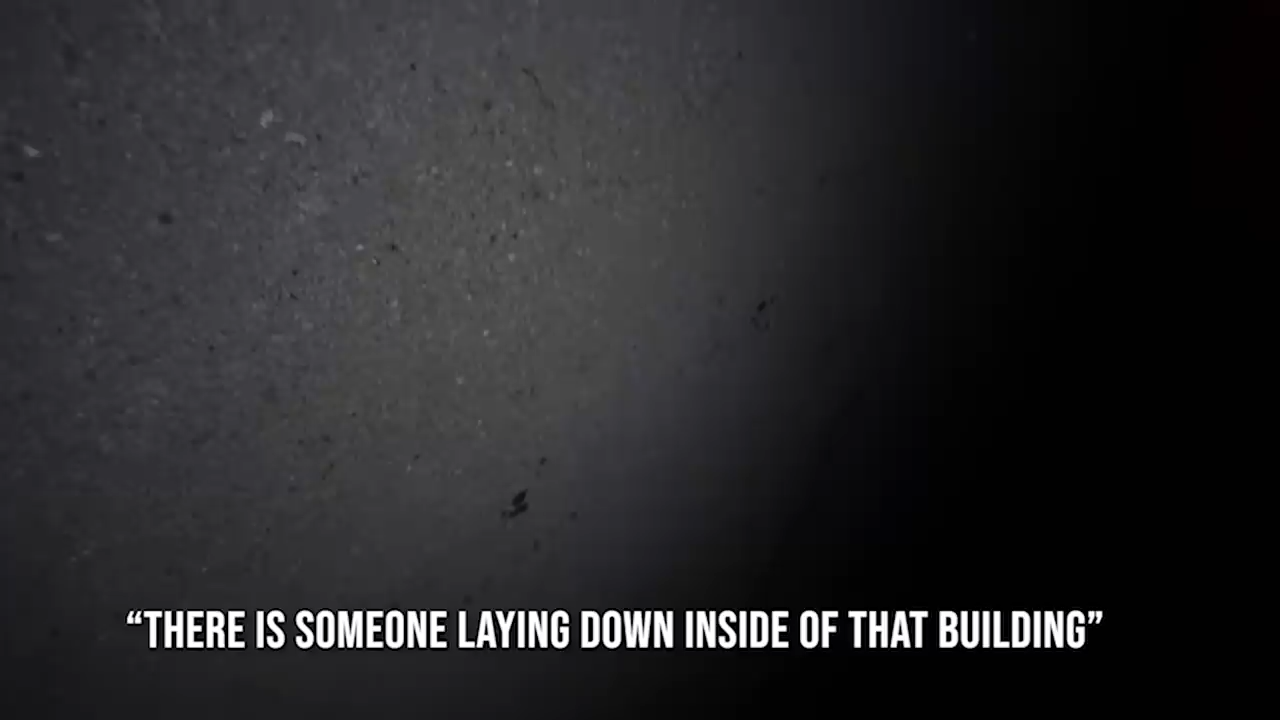 “THERE IS SOMEONE LAYING DOWN INSIDE OF THAT BUILDING”